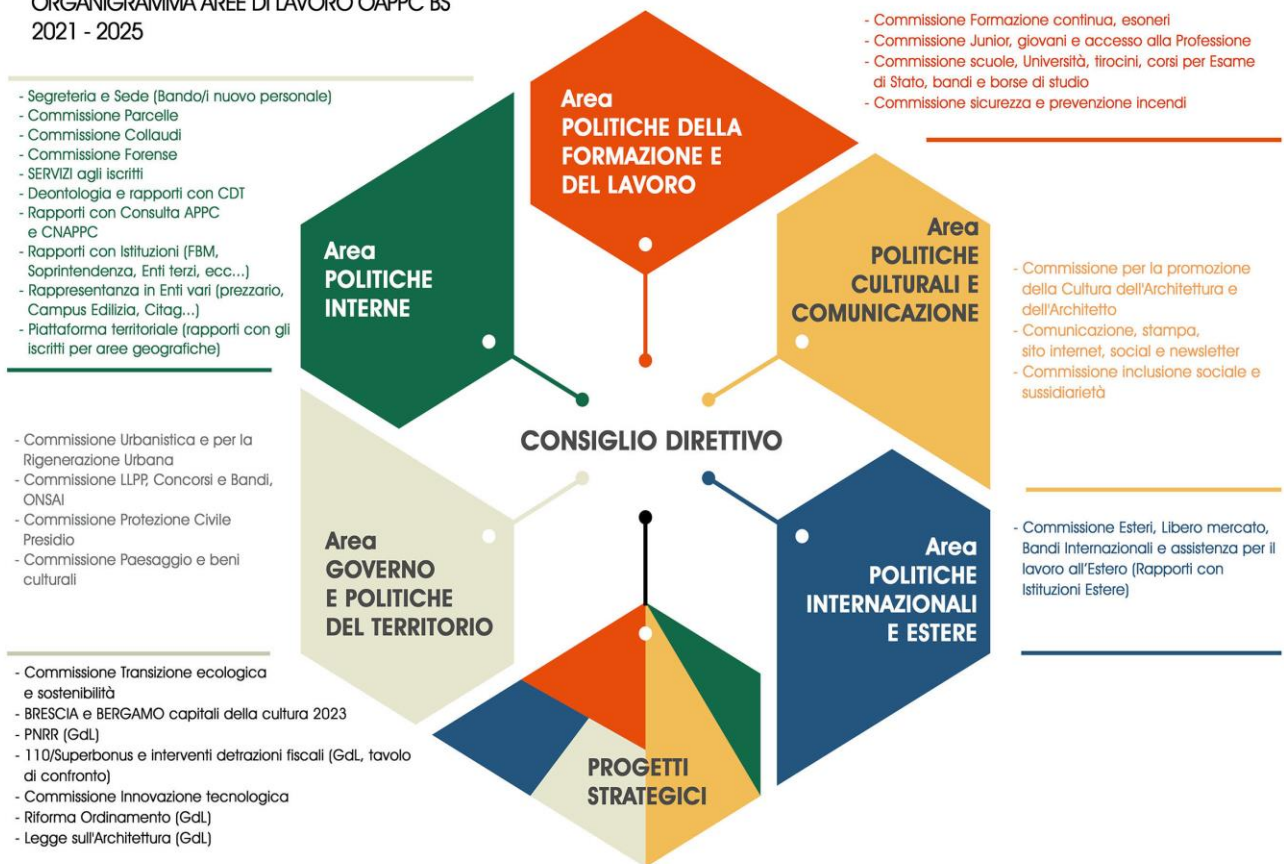 ORGANIGRAMMA AREE DI LAVORO OAPPC BS
2021 - 2025
- Segreteria e Sede (Bando/i nuovo personale)
- Commissione Parcelle
- Commissione Collaudi
- Commissione Forense
- SERVIZI agli iscritti
- Deontologia e rapporti con CDT
- Rapporti con Consulta APPC
e CNAPPC
- Rapporti con Istituzioni (FBM,
Soprintendenza, Enti terzi, ecc...)
- Rappresentanza in Enti vari (prezzario,
Campus Edilizia, Citag...)
- Piattaforma territoriale (rapporti con gli
iscritti per aree geografiche)
Area
POLITICHE
INTERNE
Area
POLITICHE DELLA
FORMAZIONE E
DEL LAVORO
- Commissione Formazione continua, esoneri
- Commissione Junior, giovani e accesso alla Professione
- Commissione scuole, Università, tirocini, corsi per Esame
di Stato, bandi e borse di studio
- Commissione sicurezza e prevenzione incendi
Area
POLITICHE
CULTURALI E
COMUNICAZIONE
- Commissione per la promozione
della Cultura dell'Architettura e
dell'Architetto
- Comunicazione, stampa,
sito internet, social e newsletter
- Commissione inclusione sociale e
sussidiarietà
CONSIGLIO DIRETTIVO
- Commissione Urbanistica e per la
Rigenerazione Urbana
- Commissione LLPP, Concorsi e Bandi,
ONSAI
- Commissione Protezione Civile
Presidio
- Commissione Paesaggio e beni
culturali
Area
GOVERNO
E POLITICHE
DEL TERRITORIO
Area
POLITICHE
INTERNAZIONALI
E ESTERE
- Commissione Esteri, Libero mercato,
Bandi Internazionali e assistenza per il
lavoro all'Estero (Rapporti con
Istituzioni Estere)
- Commissione Transizione ecologica
e sostenibilità
- BRESCIA e BERGAMO capitali della cultura 2023
- PNRR (GdL)
- 110/Superbonus e interventi detrazioni fiscali (GdL, tavolo
di confronto)
- Commissione Innovazione tecnologica
- Riforma Ordinamento (GdL)
- Legge sull'Architettura (GdL)
PROGETTI
STRATEGICI